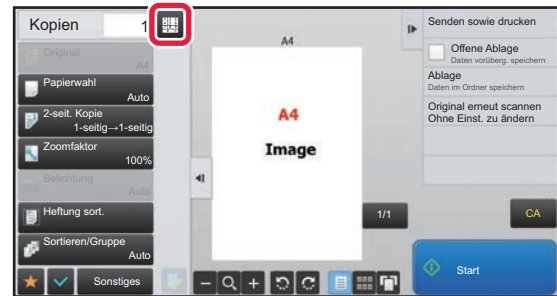 Kopien 1
Original
A4
Papierwahl
Auto
2-seit. Kopie
1-seitig→1-seitig
Zoomfaktor
100%
Belichtung
Auto
Heftung sort.
Sortieren/Gruppe
Auto
Sonstiges
A4
A4
Image
1/1
Senden sowie drucken
Offene Ablage
Daten vorüberg. speichern
Ablage
Daten im Ordner speichern
Original erneut scannen
Ohne Einst. zu ändern
CA
Start